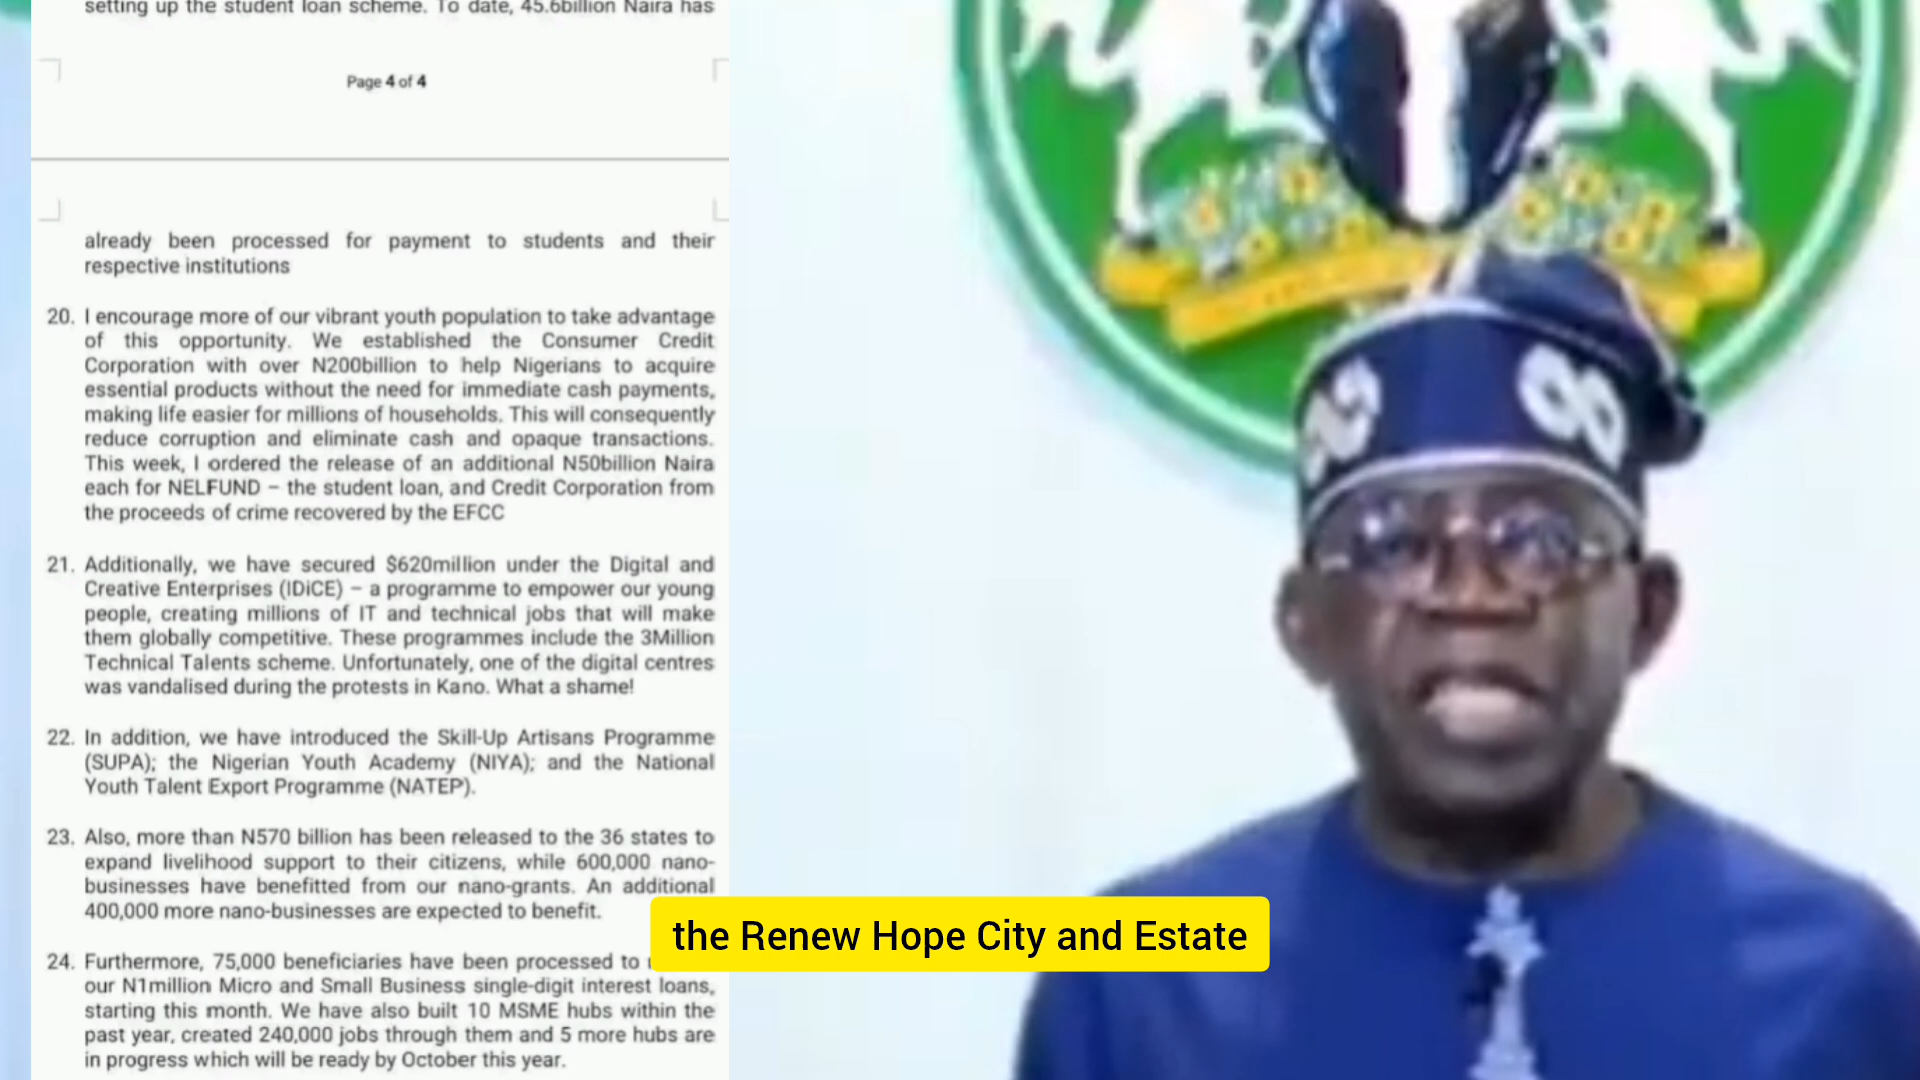 setting up the student loan scheme. To date, 45.6billion Naira has
Page 4 of 4
already been processed for payment to students and their
respective institutions
20. I encourage more of our vibrant youth population to take advantage
of this opportunity. We established the Consumer Credit
Corporation with over N200billion to help Nigerians to acquire
essential products without the need for immediate cash payments,
making life easier for millions of households. This will consequently
reduce corruption and eliminate cash and opaque transactions.
This week, I ordered the release of an additional N50billion Naira
each for NELFUND – the student loan, and Credit Corporation from
the proceeds of crime recovered by the EFCC
21. Additionally, we have secured $620million under the Digital and
Creative Enterprises (IDiCE) – a programme to empower our young
people, creating millions of IT and technical jobs that will make
them globally competitive. These programmes include the 3Million
Technical Talents scheme. Unfortunately, one of the digital centres
was vandalised during the protests in Kano. What a shame!
22. In addition, we have introduced the Skill-Up Artisans Programme
(SUPA); the Nigerian Youth Academy (NIYA); and the National
Youth Talent Export Programme (NATEP).
23. Also, more than N570 billion has been released to the 36 states to
expand livelihood support to their citizens, while 600,000 nano-
businesses have benefitted from our nano-grants. An additional
400,000 more nano-businesses are expected to benefit.
24. Furthermore, 75,000 beneficiaries have been processed to
our N1million Micro and Small Business single-digit interest loans,
starting this month. We have also built 10 MSME hubs within the
past year, created 240,000 jobs through them and 5 more hubs are
in progress which will be ready by October this year.
the Renew Hope City and Estate